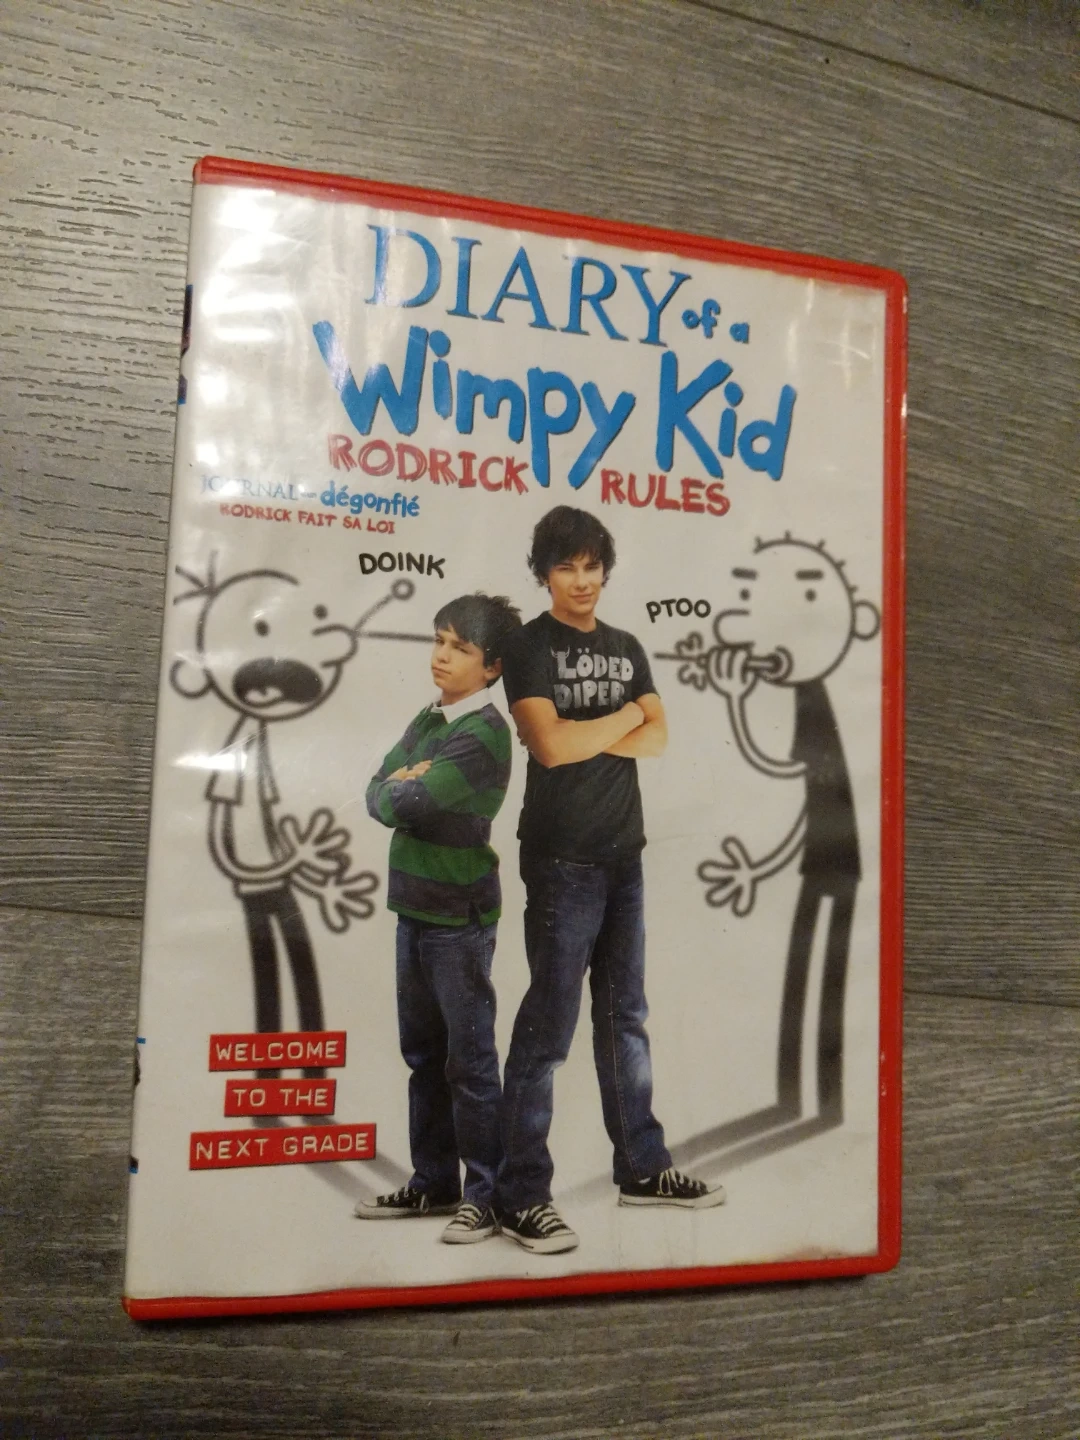 DIARY of a
Wimpy Kid
RODRICK RULES
JOURNAL dégonflé
RODRICK FAIT SA LOI
DOINK
PTOO
LÖDED
DIPER
WELCOME
TO THE
NEXT GRADE